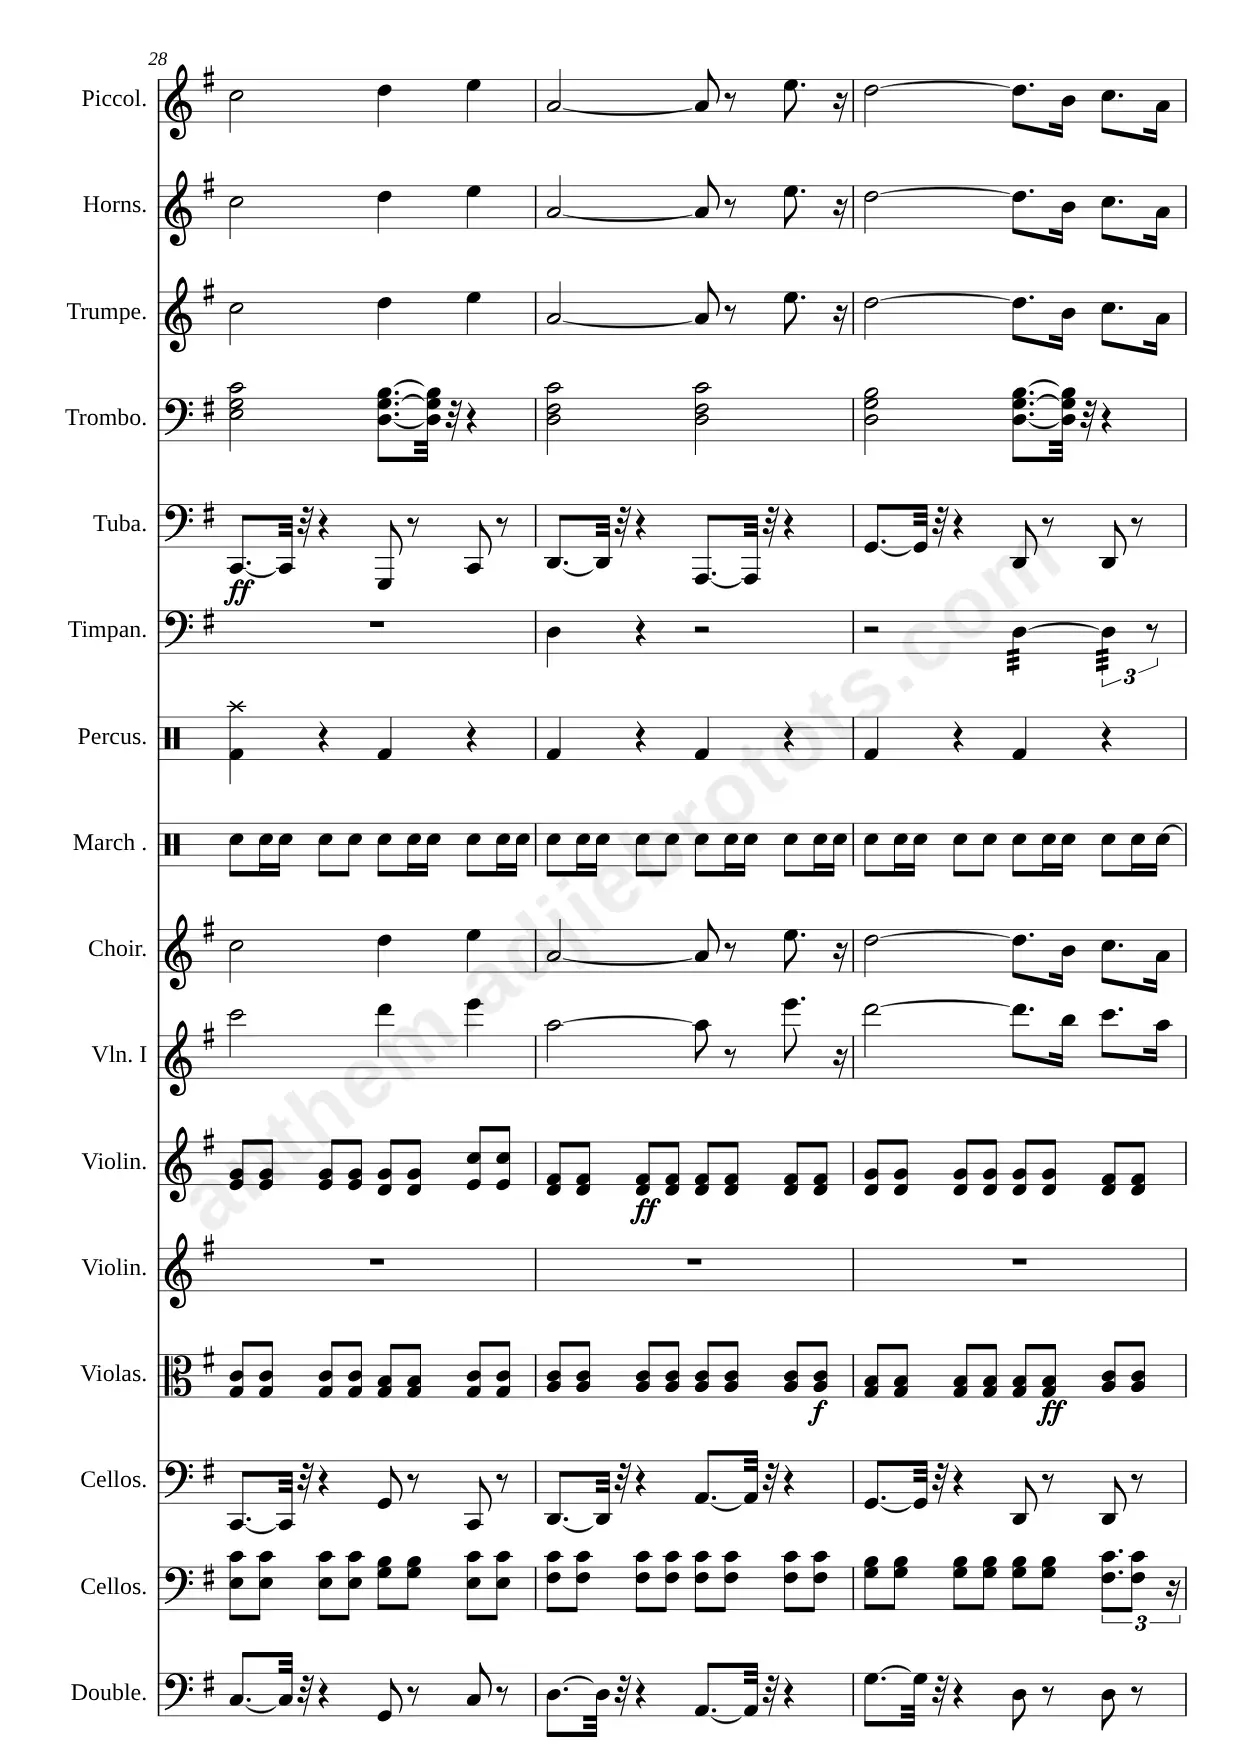 28
Piccol.
Horns.
Trumpe.
Trombo.
Tuba.
ff
Timpan.
3
Percus.
March .
Choir.
Vln. I
Violin.
ff
Violin.
Violas.
f ff
Cellos.
Cellos.
3
Double.
anthem.adjiebrotots.com